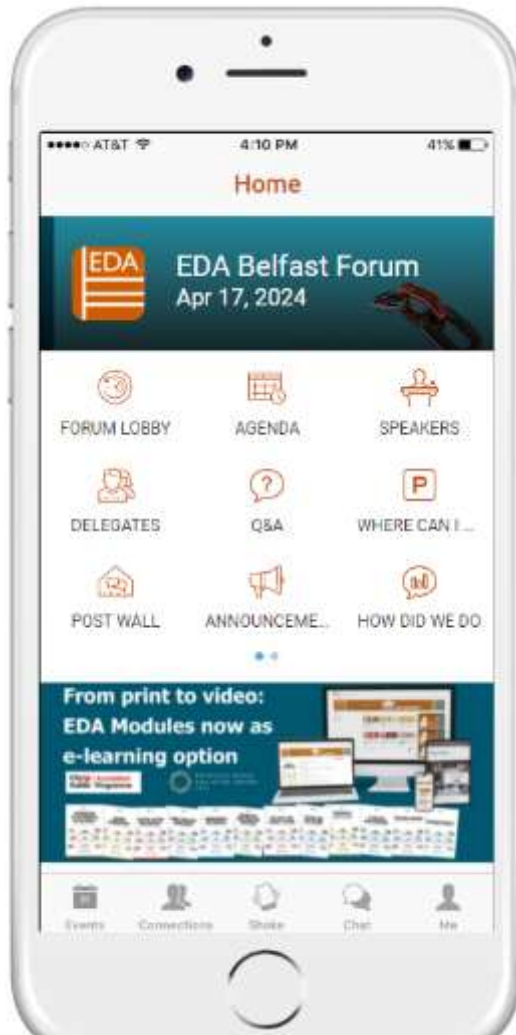 AT&T 4:10 PM 41%
Home
EDA
EDA Belfast Forum
Apr 17, 2024
FORUM LOBBY AGENDA SPEAKERS
P
DELEGATES Q&A WHERE CAN I ...
POST WALL ANNOUNCEME... HOW DID WE DO
From print to video:
EDA Modules now as
e-learning option
Events Connections Shake Chat Me